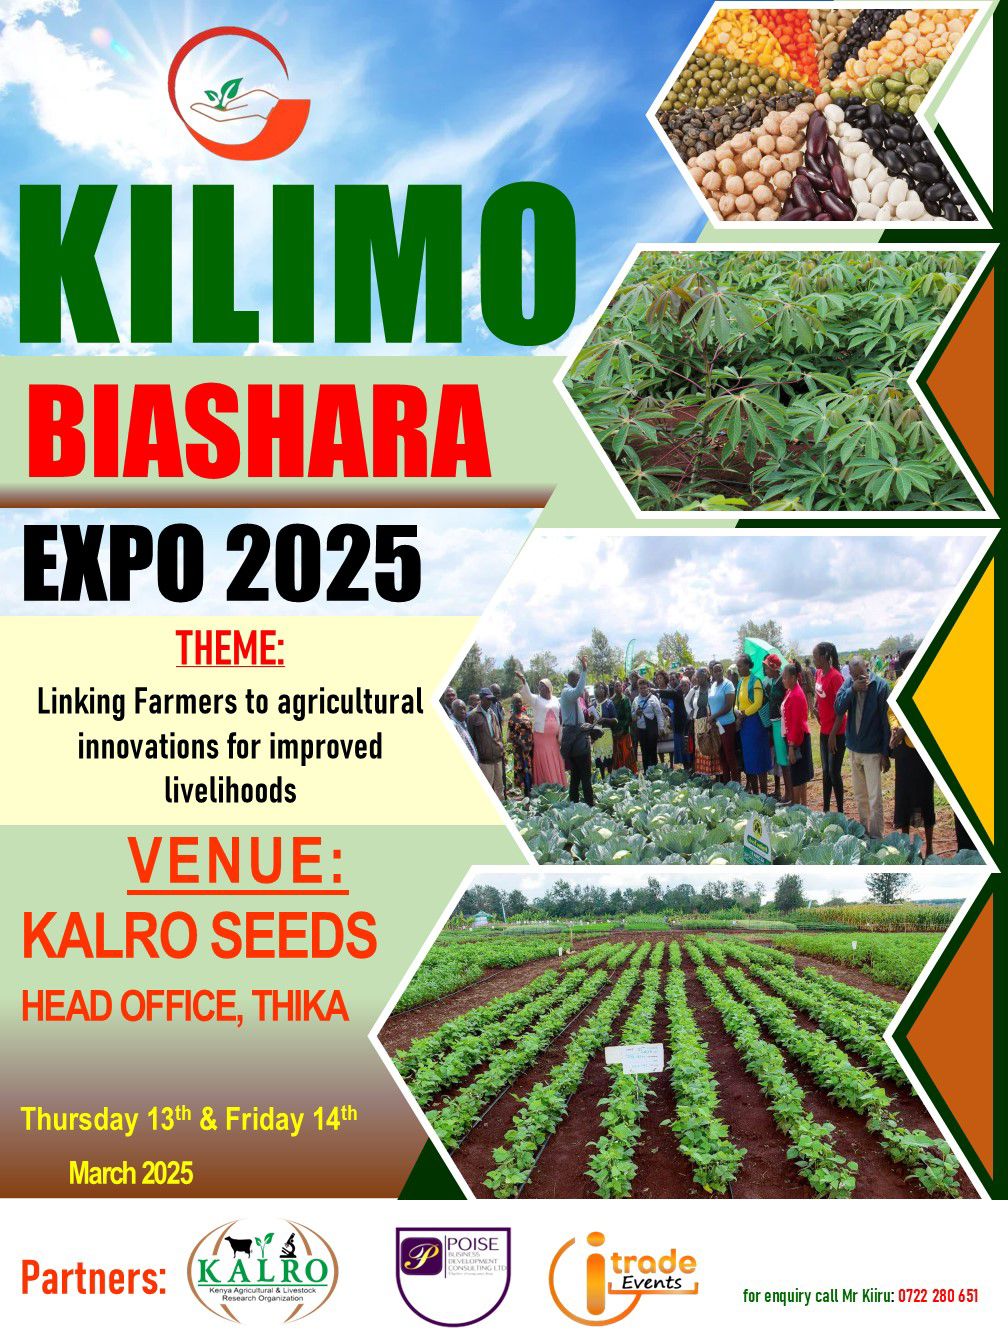 KILIMO
BIASHARA
EXPO 2025
THEME:
Linking Farmers to agricultural
innovations for improved
livelihoods
VENUE:
KALRO SEEDS
HEAD OFFICE, THIKA
Thursday 13th & Friday 14th
March 2025
Partners:
KALRO
Kenya Agricultural & Livestock
Research Organization
P
POISE
BUSINESS
DEVELOPMENT
CONSULTING LTD
i trade
Events
for enquiry call Mr Kiiru: 0722 280 651